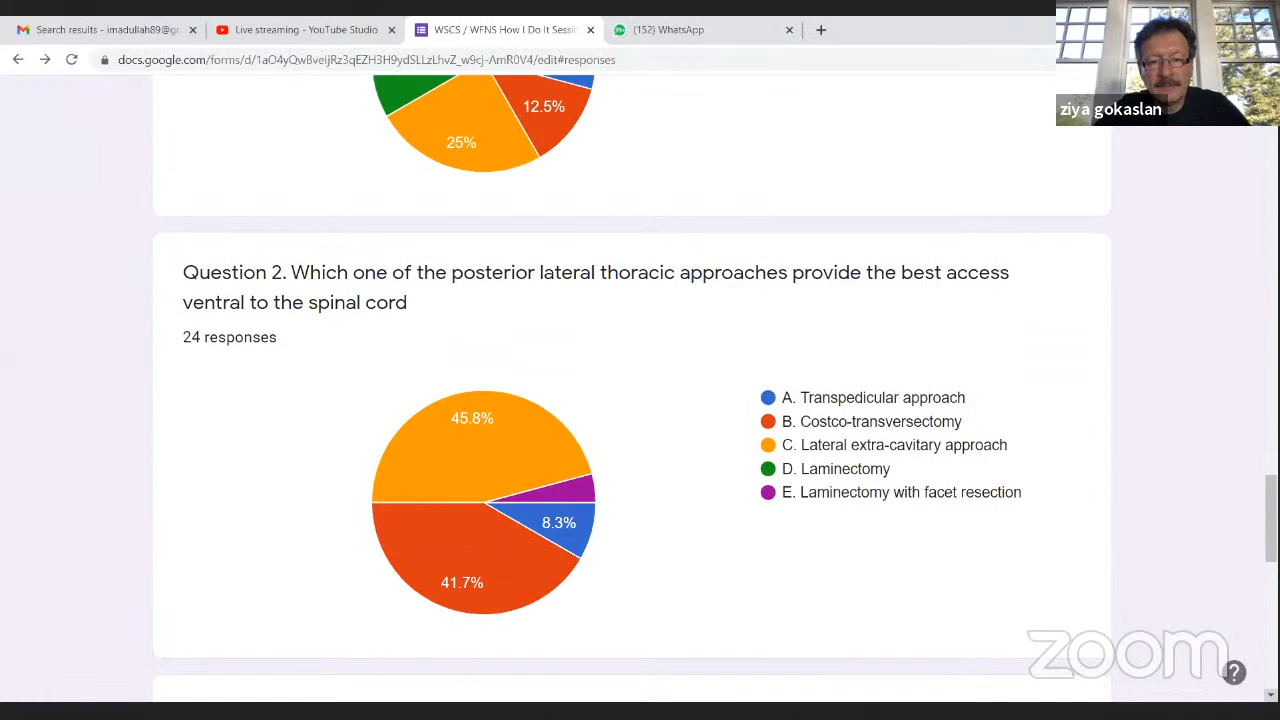 Search results - imadullah88@g
Live streaming - YouTube Studio
WSCS / WFNS How I Do It Sessi
(152) WhatsApp
docs.google.com/forms/d/1aO4yQwBveijRz3qEZH3H9ydSLLzLhvZ_w9cj-AmR0V4/edit#responses
ziya gokaslan
12.5%
25%
Question 2. Which one of the posterior lateral thoracic approaches provide the best access
ventral to the spinal cord
24 responses
45.8%
8.3%
41.7%
A. Transpedicular approach
B. Costco-transversectomy
C. Lateral extra-cavitary approach
D. Laminectomy
E. Laminectomy with facet resection
zoom
?